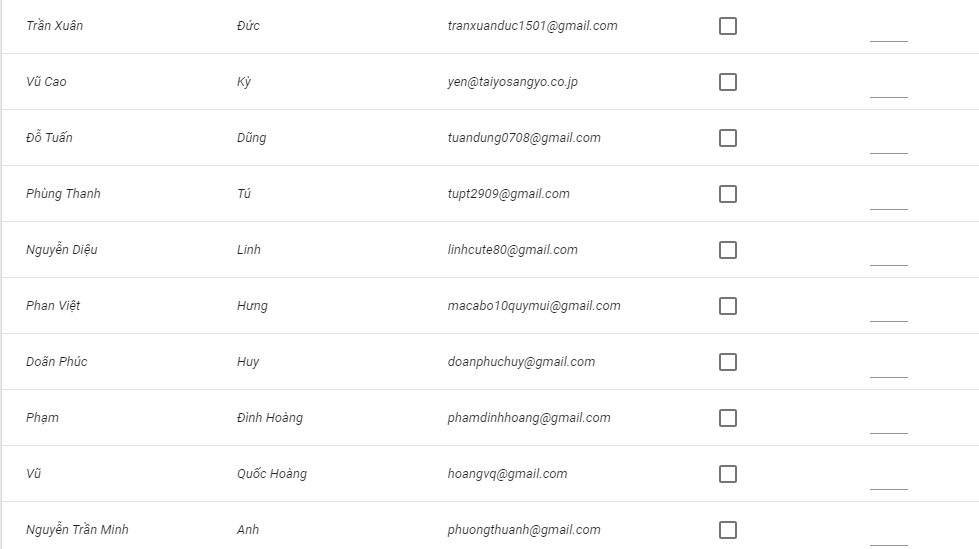 Trần Xuân Đức tranxuanduc1501@gmail.com
Vũ Cao Kỳ yen@taiyosangyo.co.jp
Đỗ Tuấn Dũng tuandung0708@gmail.com
Phùng Thanh Tú tupt2909@gmail.com
Nguyễn Diệu Linh linhcute80@gmail.com
Phan Việt Hưng macabo10quymui@gmail.com
Doãn Phúc Huy doanphuchuy@gmail.com
Phạm Đình Hoàng phamdinhhoang@gmail.com
Vũ Quốc Hoàng hoangvq@gmail.com
Nguyễn Trần Minh Anh phuongthuanh@gmail.com